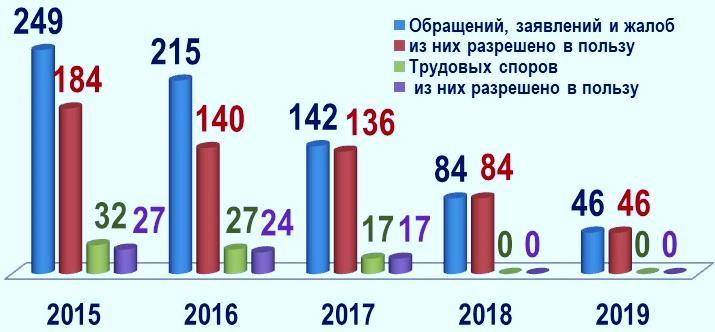 Обращений, заявлений и жалоб
из них разрешено в пользу
Трудовых споров
из них разрешено в пользу
249 184 32 27
215 140 27 24
142 136 17 17
84 84 0 0
46 46 0 0
2015 2016 2017 2018 2019